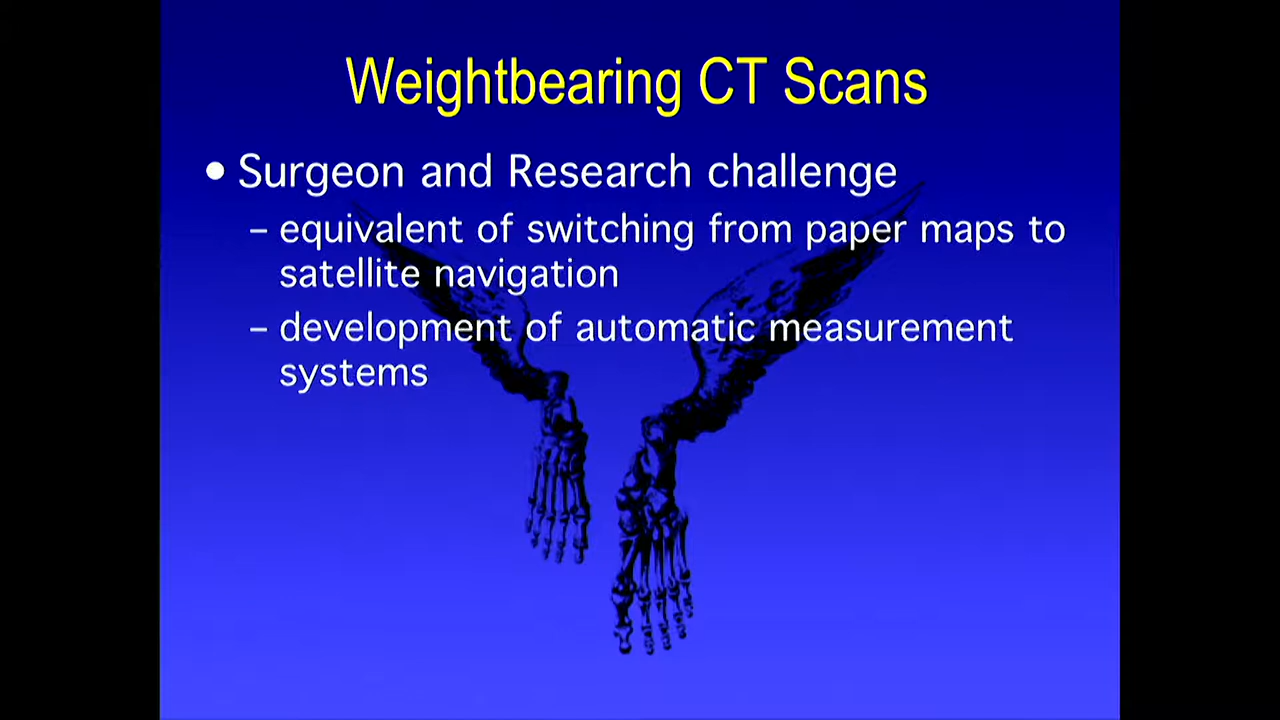 Weightbearing CT Scans
• Surgeon and Research challenge
– equivalent of switching from paper maps to
satellite navigation
– development of automatic measurement
systems